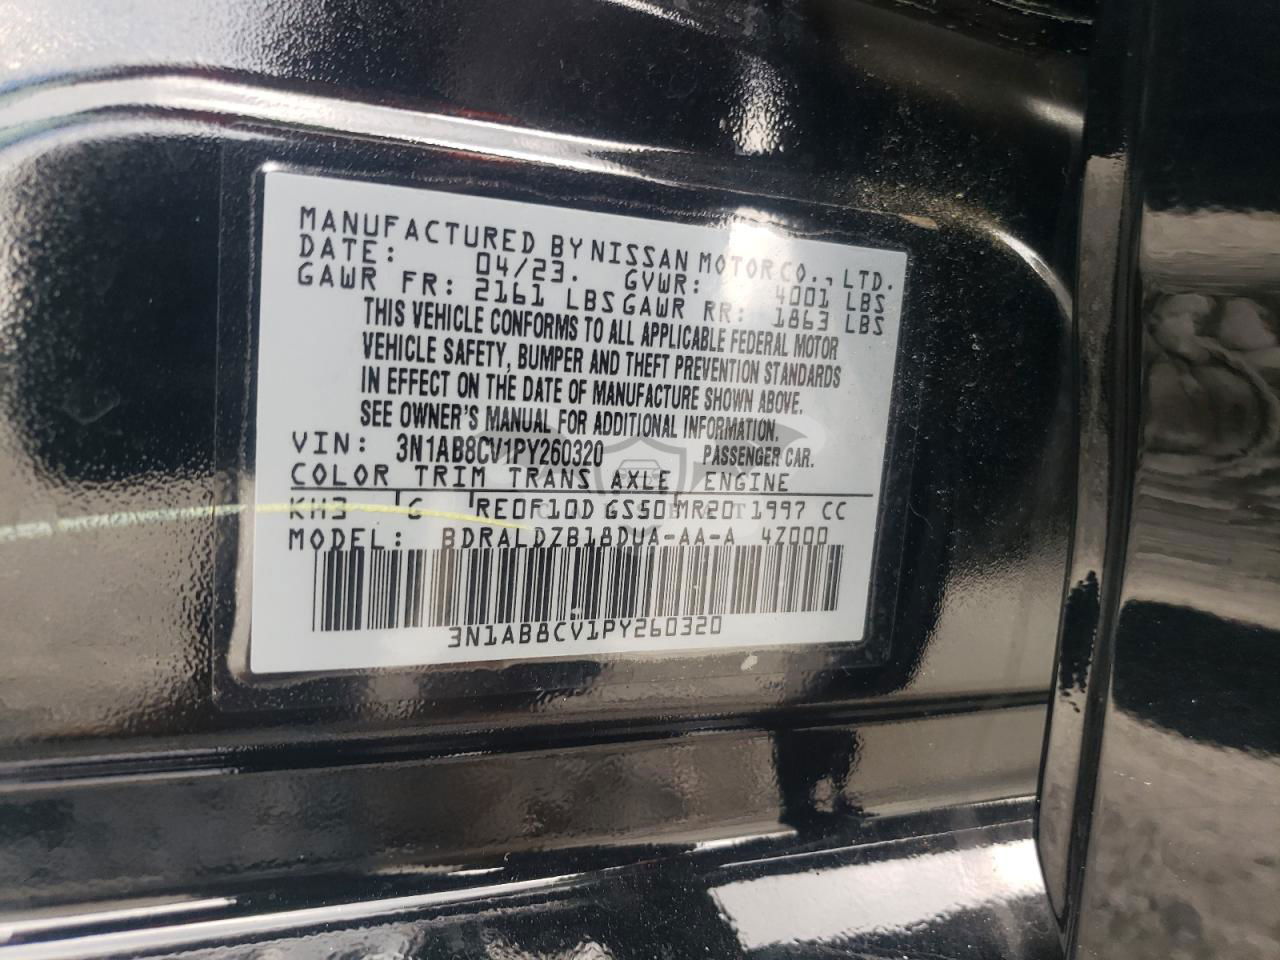 MANUFACTURED BY NISSAN MOTOR CO., LTD.
DATE: 04/23. GVWR: 4001 LBS
GAWR FR: 2161 LBS GAWR RR: 1863 LBS
THIS VEHICLE CONFORMS TO ALL APPLICABLE FEDERAL MOTOR
VEHICLE SAFETY, BUMPER AND THEFT PREVENTION STANDARDS
IN EFFECT ON THE DATE OF MANUFACTURE SHOWN ABOVE.
SEE OWNER'S MANUAL FOR ADDITIONAL INFORMATION.
VIN: 3N1AB8CV1PY260320 PASSENGER CAR.
COLOR TRIM TRANS AXLE ENGINE
KH3 G RE0F10D GS50 MR20 1997 CC
MODEL: BDRALDZB18DUA-AA-A 4Z000
3N1AB8CV1PY260320